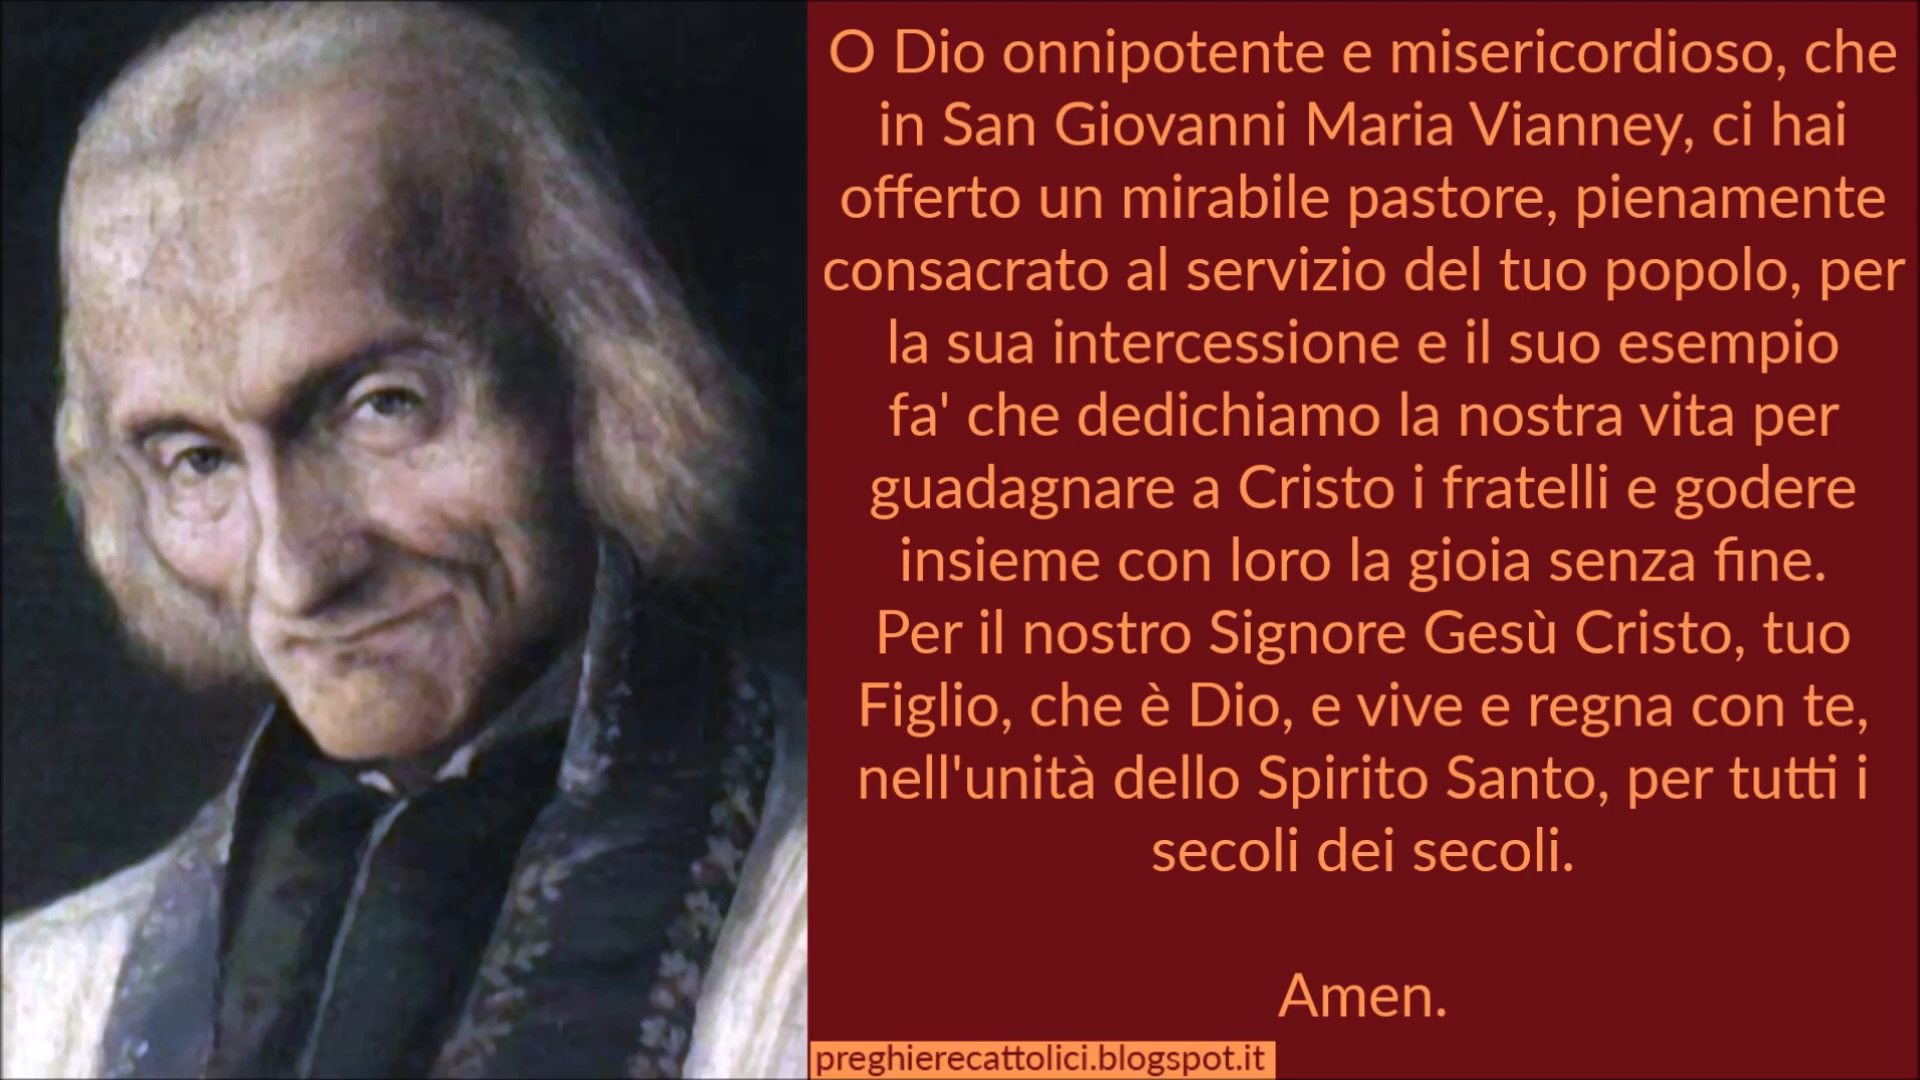 O Dio onnipotente e misericordioso, che
in San Giovanni Maria Vianney, ci hai
offerto un mirabile pastore, pienamente
consacrato al servizio del tuo popolo, per
la sua intercessione e il suo esempio
fa' che dedichiamo la nostra vita per
guadagnare a Cristo i fratelli e godere
insieme con loro la gioia senza fine.
Per il nostro Signore Gesù Cristo, tuo
Figlio, che è Dio, e vive e regna con te,
nell'unità dello Spirito Santo, per tutti i
secoli dei secoli.
Amen.
preghierecattolici.blogspot.it